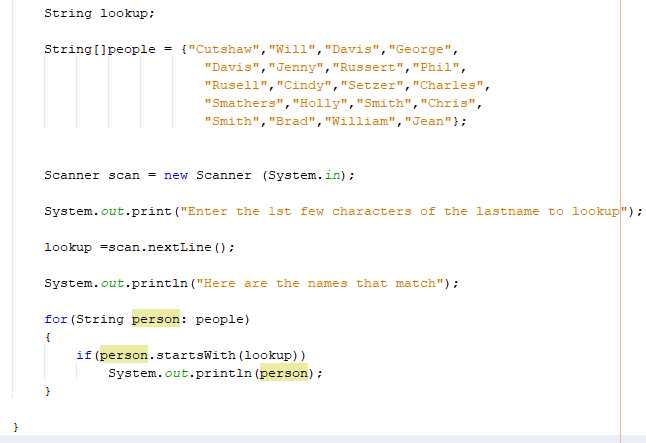 String lookup;
String[]people = {"Cutshaw","Will","Davis","George",
"Davis","Jenny","Russert","Phil",
"Rusell","Cindy","Setzer","Charles",
"Smathers","Holly","Smith","Chris",
"Smith","Brad","William","Jean"};
Scanner scan = new Scanner (System.in);
System.out.print("Enter the 1st few characters of the lastname to lookup");
lookup =scan.nextLine();
System.out.println("Here are the names that match");
for(String person: people)
{
if(person.startsWith(lookup))
System.out.println(person);
}
}